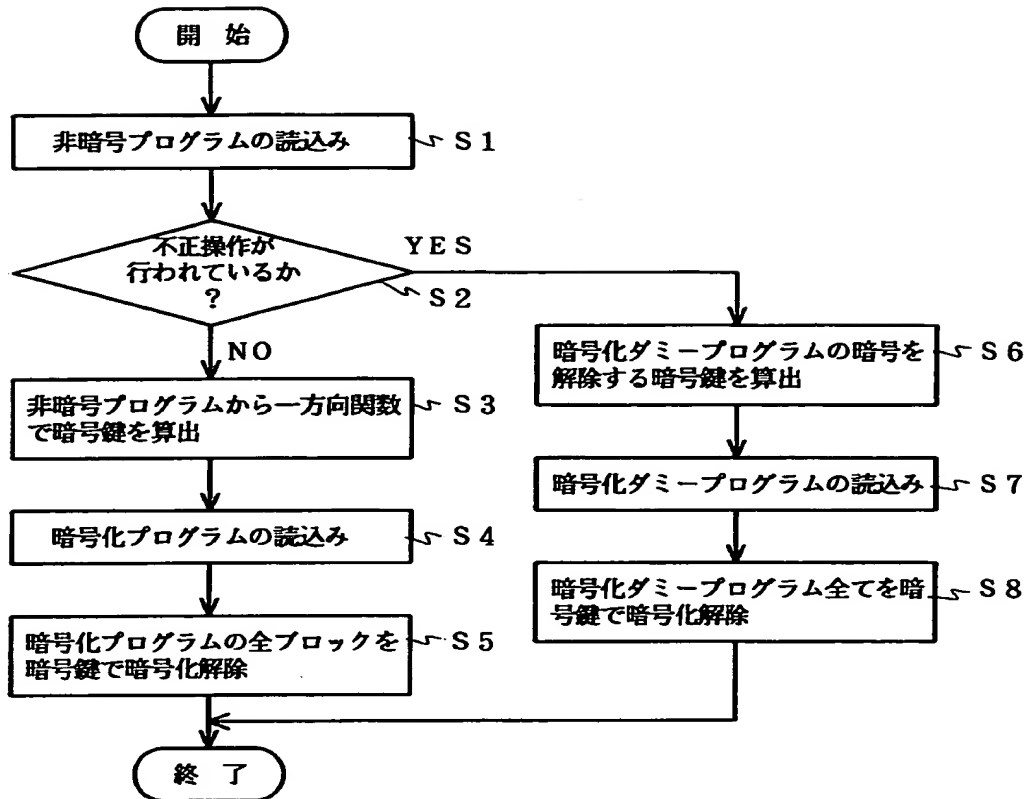 開 始
非暗号プログラムの読込み
S1
不正操作が
行われているか
?
S2
YES
NO
非暗号プログラムから一方向関数
で暗号鍵を算出
S3
暗号化プログラムの読込み
S4
暗号化プログラムの全ブロックを
暗号鍵で暗号化解除
S5
暗号化ダミープログラムの暗号を
解除する暗号鍵を算出
S6
暗号化ダミープログラムの読込み
S7
暗号化ダミープログラム全てを暗
号鍵で暗号化解除
S8
終 了